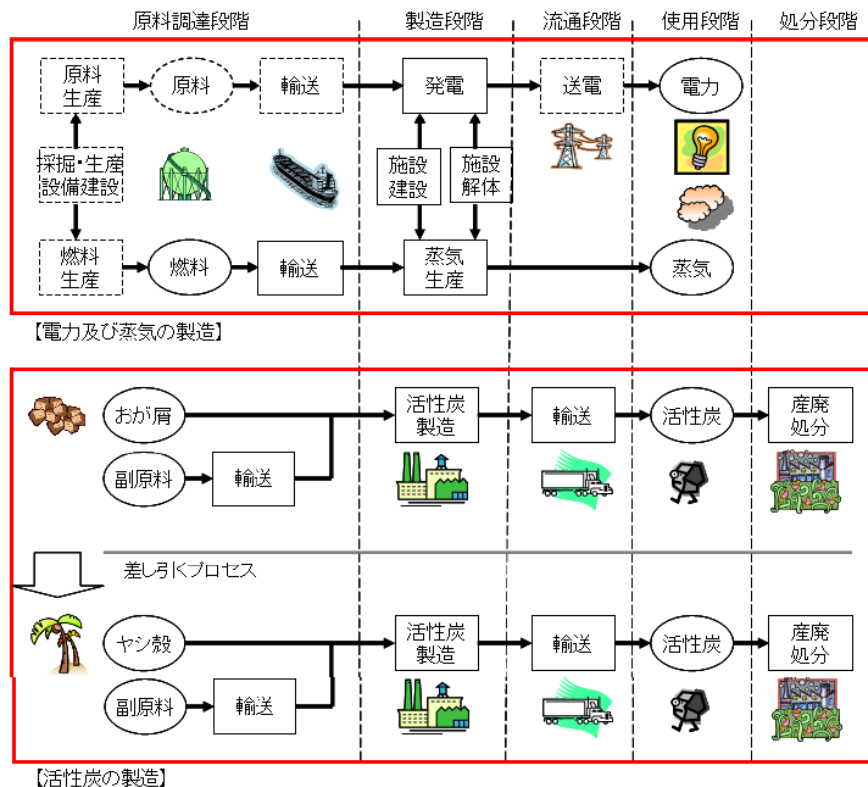 原料調達段階
製造段階
流通段階
使用段階
処分段階
原料
生産
原料
輸送
発電
送電
電力
採掘・生産
設備建設
施設
建設
施設
解体
燃料
生産
燃料
輸送
蒸気
生産
蒸気
【電力及び蒸気の製造】
おが屑
活性炭
製造
輸送
活性炭
産廃
処分
副原料
輸送
差し引くプロセス
ヤシ殻
活性炭
製造
輸送
活性炭
産廃
処分
副原料
輸送
【活性炭の製造】